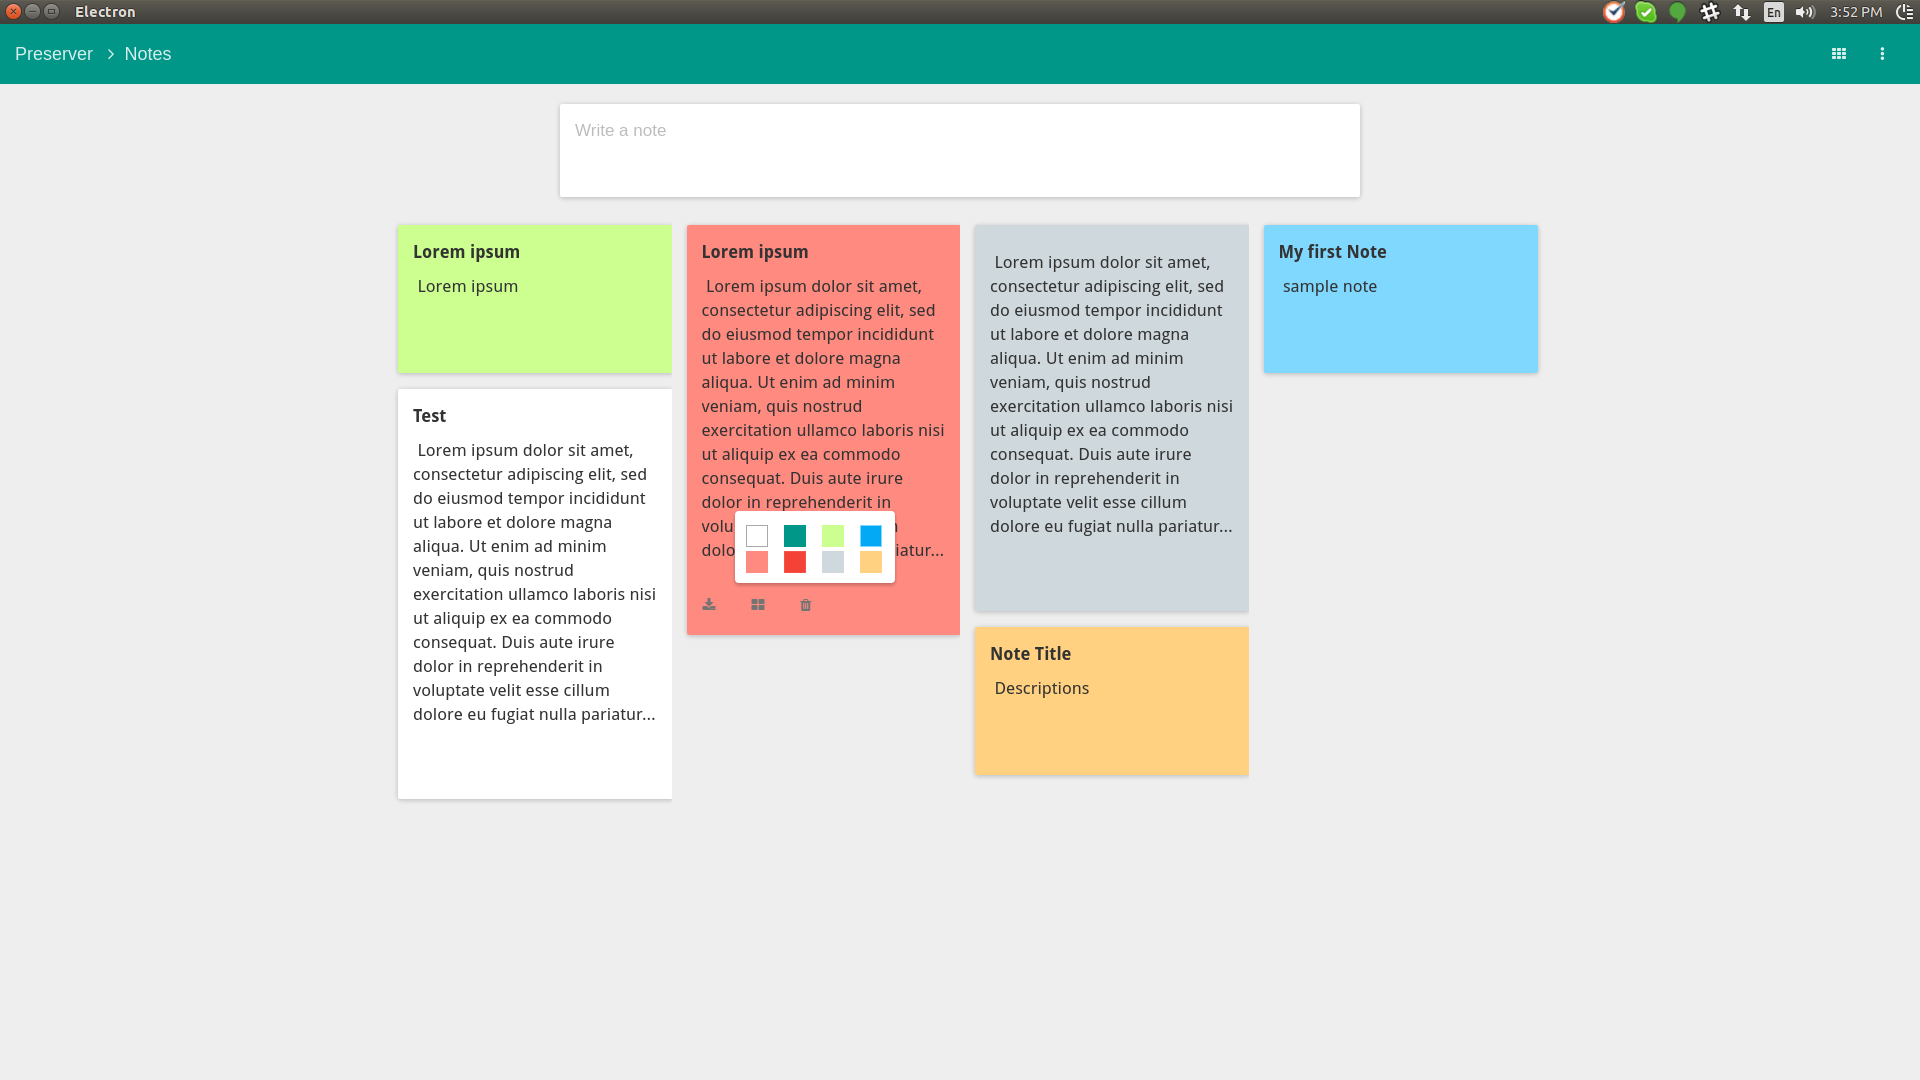 Electron
En
3:52 PM
Preserver
Notes
Write a note
Lorem ipsum
Lorem ipsum
Test
Lorem ipsum dolor sit amet,
consectetur adipiscing elit, sed
do eiusmod tempor incididunt
ut labore et dolore magna
aliqua. Ut enim ad minim
veniam, quis nostrud
exercitation ullamco laboris nisi
ut aliquip ex ea commodo
consequat. Duis aute irure
dolor in reprehenderit in
voluptate velit esse cillum
dolore eu fugiat nulla pariatur...
Lorem ipsum
Lorem ipsum dolor sit amet,
consectetur adipiscing elit, sed
do eiusmod tempor incididunt
ut labore et dolore magna
aliqua. Ut enim ad minim
veniam, quis nostrud
exercitation ullamco laboris nisi
ut aliquip ex ea commodo
consequat. Duis aute irure
dolor in reprehenderit in
Lorem ipsum dolor sit amet,
consectetur adipiscing elit, sed
do eiusmod tempor incididunt
ut labore et dolore magna
aliqua. Ut enim ad minim
veniam, quis nostrud
exercitation ullamco laboris nisi
ut aliquip ex ea commodo
consequat. Duis aute irure
dolor in reprehenderit in
voluptate velit esse cillum
dolore eu fugiat nulla pariatur...
Note Title
Descriptions
My first Note
sample note